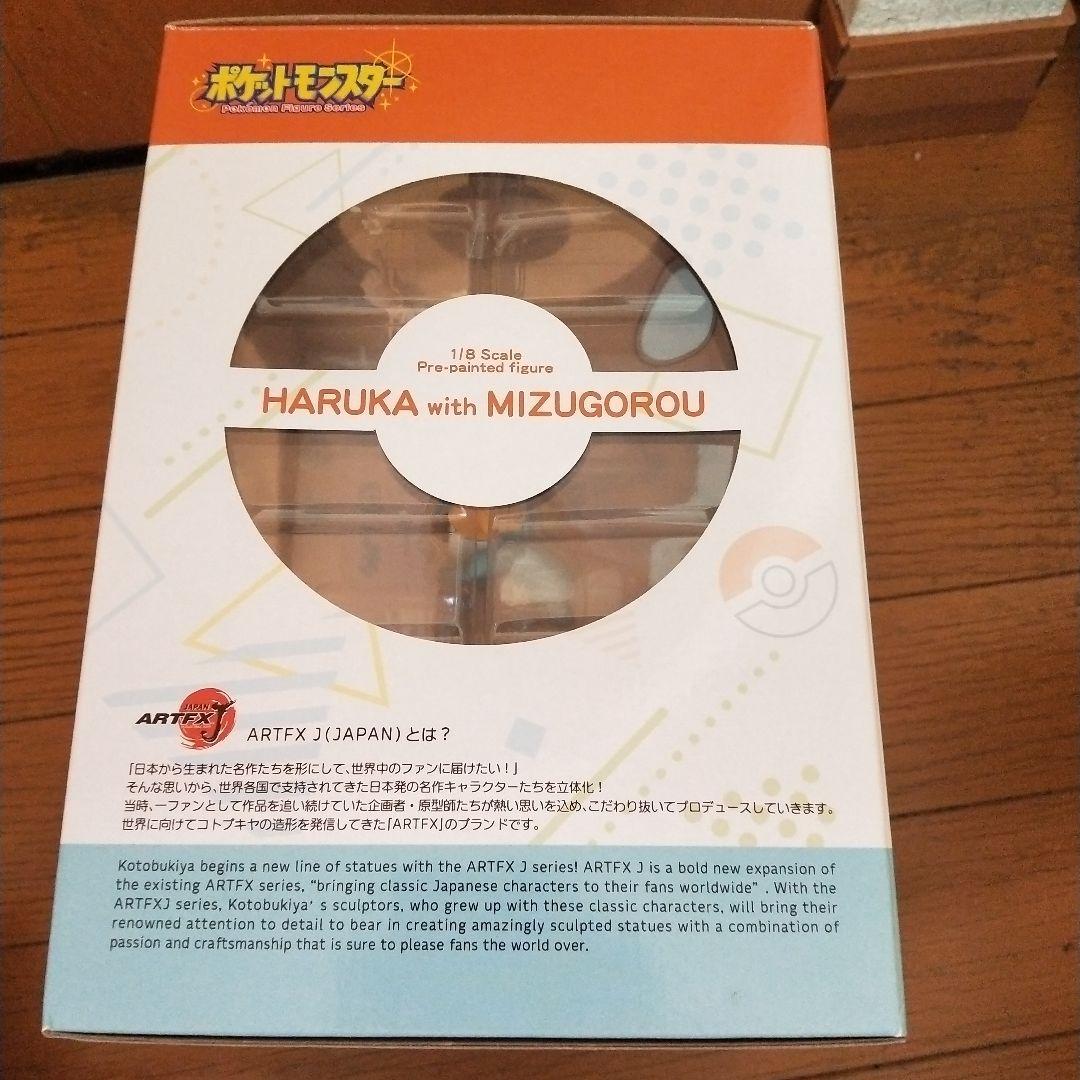 ポケットモンスター
Pokémon Figure Series
1/8 Scale
Pre-painted figure
HARUKA with MIZUGOROU
JAPAN
ARTFX J
ARTFX J(JAPAN)とは？
「日本から生まれた名作たちを形にして、世界中のファンに届けたい！」
そんな思いから、世界各国で支持されてきた日本発の名作キャラクターたちを立体化！
当時、一ファンとして作品を追い続けていた企画者・原型師たちが熱い思いを込め、こだわり抜いてプロデュースしていきます。
世界に向けてコトブキヤの造形を発信してきた「ARTFX」のブランドです。
Kotobukiya begins a new line of statues with the ARTFX J series! ARTFX J is a bold new expansion of
the existing ARTFX series, “bringing classic Japanese characters to their fans worldwide” . With the
ARTFXJ series, Kotobukiya’ s sculptors, who grew up with these classic characters, will bring their
renowned attention to detail to bear in creating amazingly sculpted statues with a combination of
passion and craftsmanship that is sure to please fans the world over.